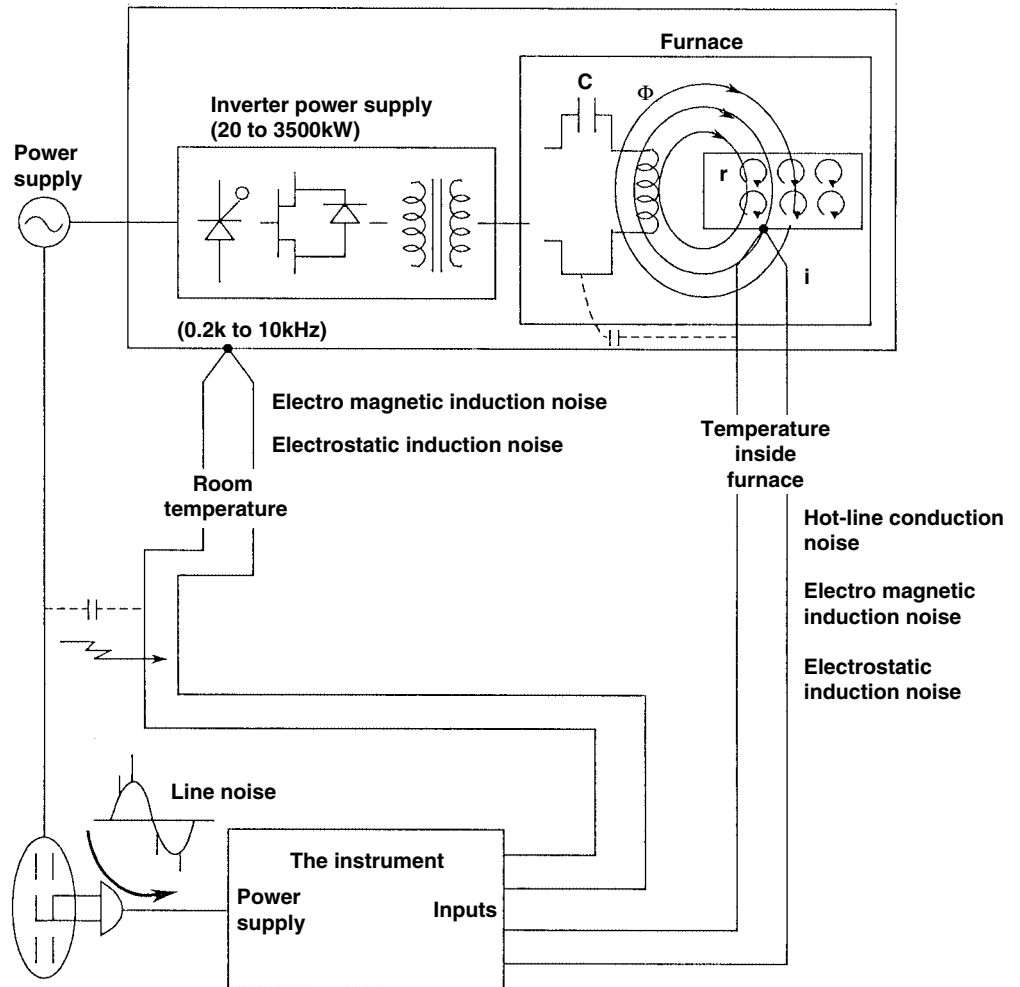 Furnace
C
Φ
Inverter power supply
(20 to 3500kW)
Power
supply
r
i
(0.2k to 10kHz)
Electro magnetic induction noise
Electrostatic induction noise
Room
temperature
Temperature
inside
furnace
Hot-line conduction
noise
Electro magnetic
induction noise
Electrostatic
induction noise
Line noise
The instrument
Power
supply
Inputs